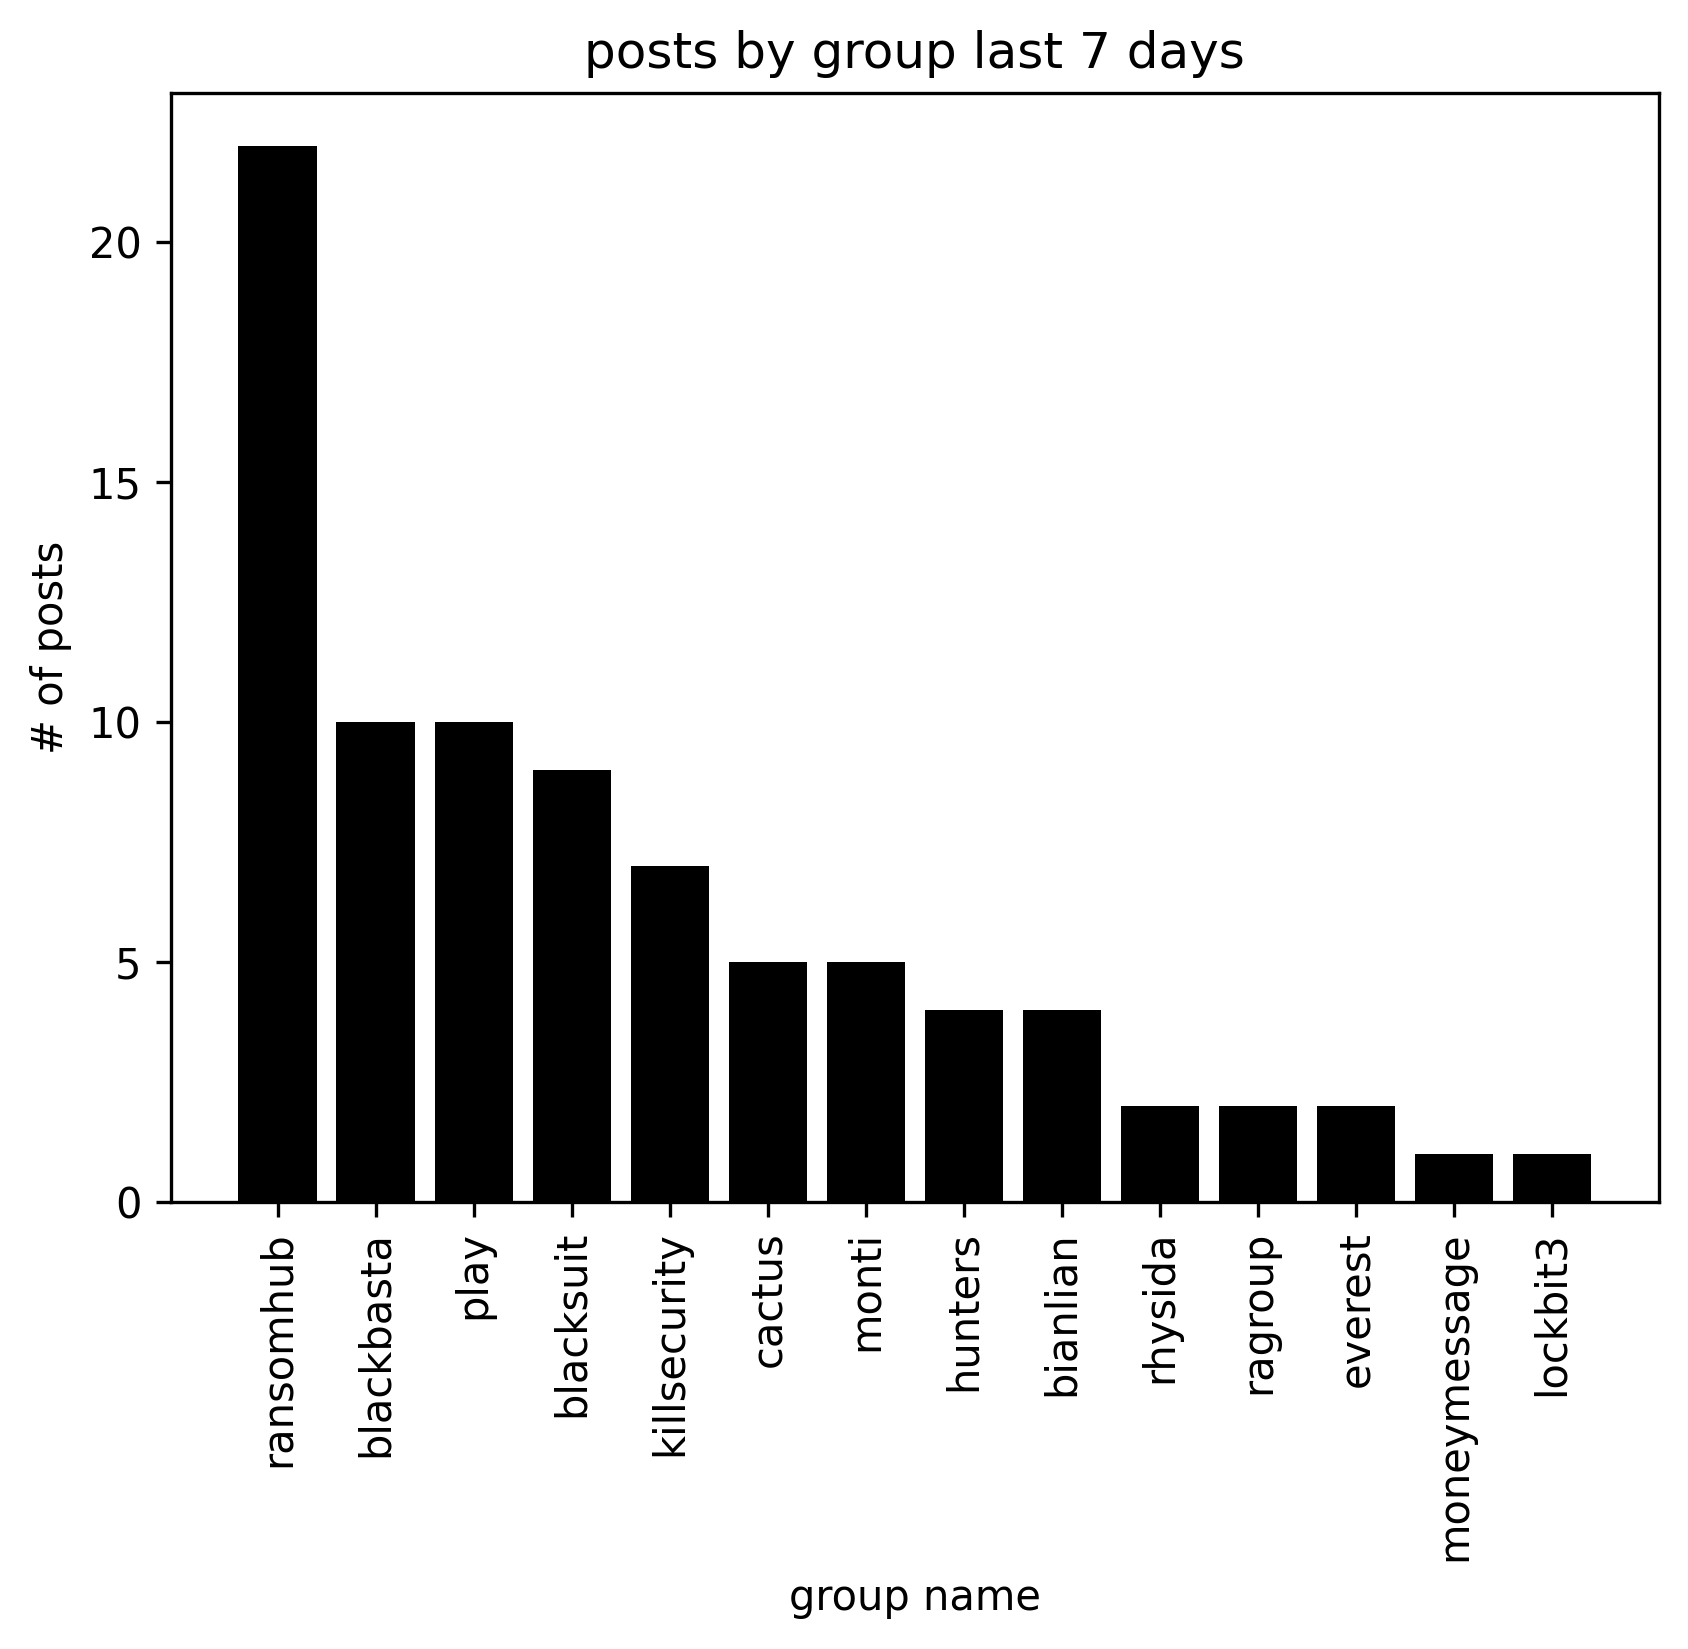 posts by group last 7 days
# of posts
20
15
10
5
0
ransomhub
blackbasta
play
blacksuit
killsecurity
cactus
monti
hunters
bianlian
rhysida
ragroup
everest
moneymessage
lockbit3
group name